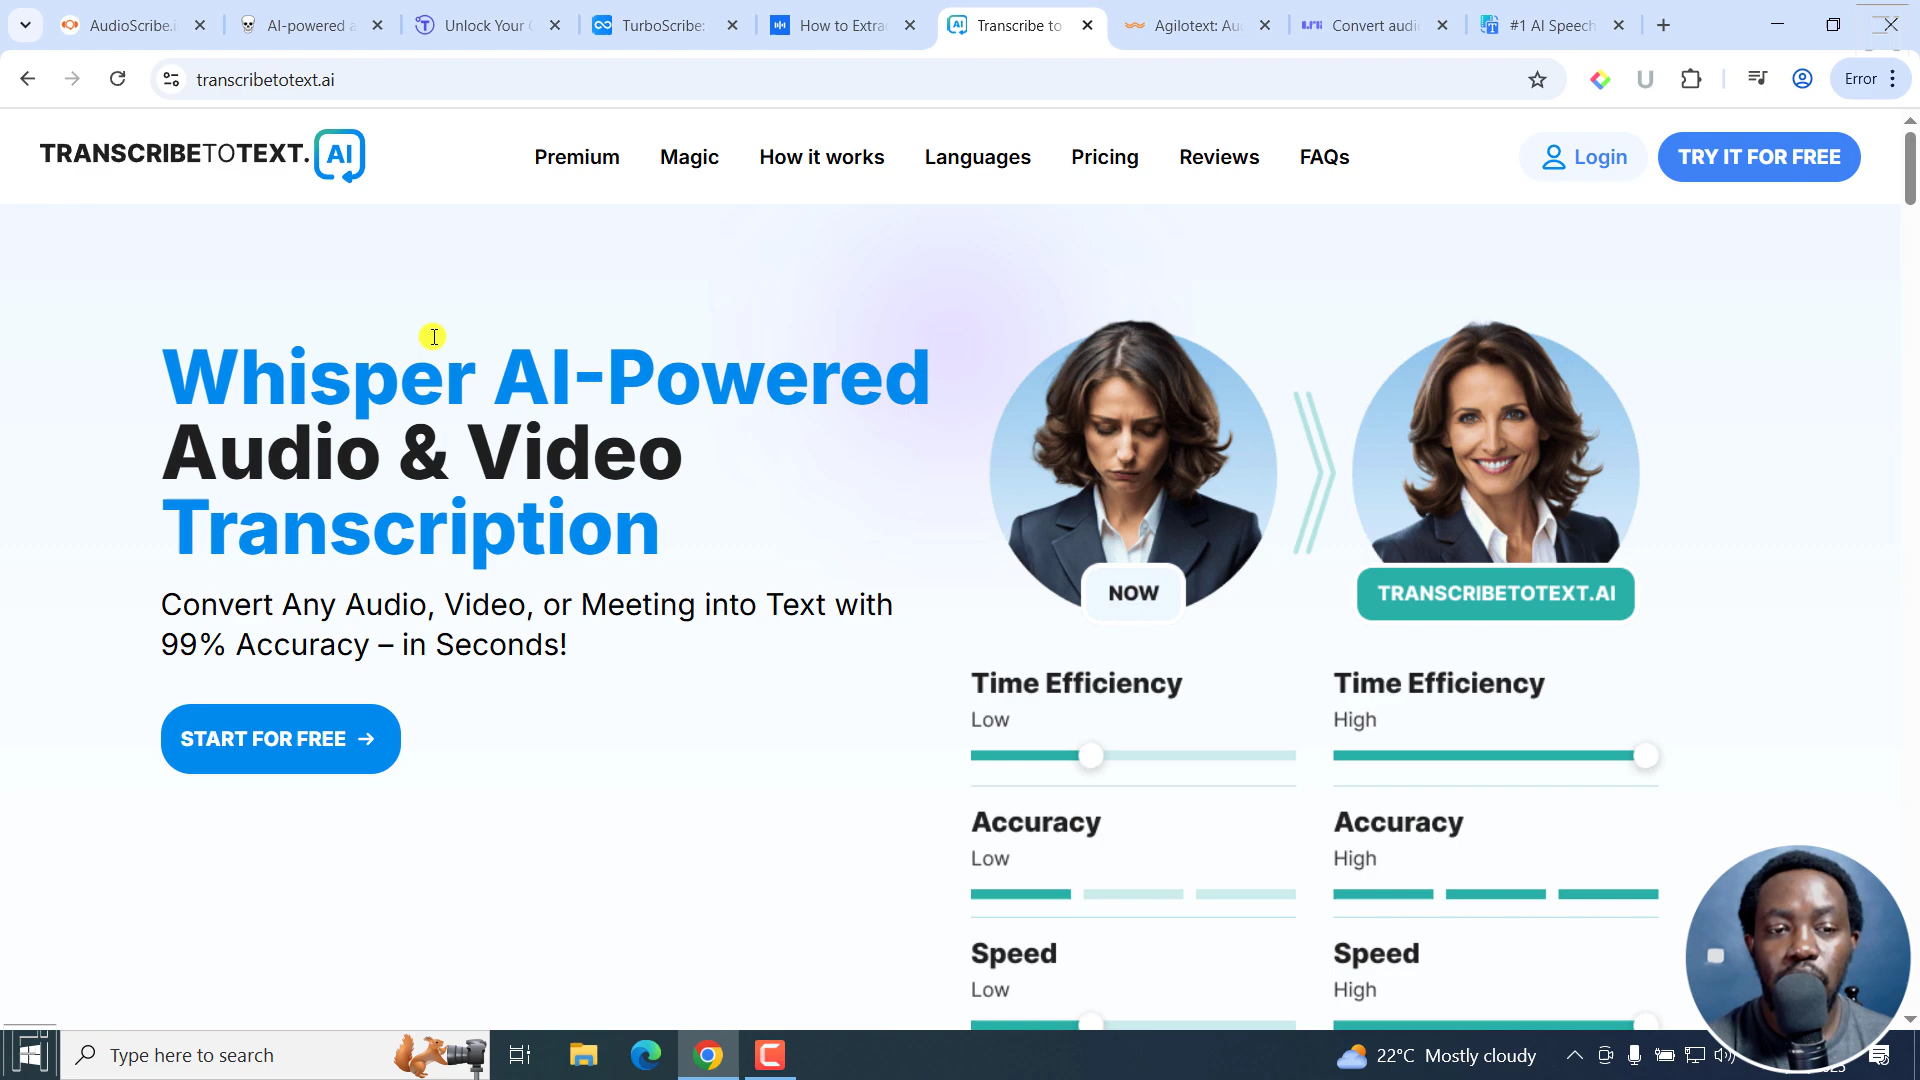 AudioScribe.i
AI-powered a
Unlock Your
TurboScribe:
How to Extra
Transcribe to
Agilotext: Au
Convert audi
#1 AI Speech
transcribetotext.ai
Error
TRANSCRIBETOTEXT. AI
Premium
Magic
How it works
Languages
Pricing
Reviews
FAQs
Login
TRY IT FOR FREE
Whisper AI-Powered
Audio & Video
Transcription
Convert Any Audio, Video, or Meeting into Text with
99% Accuracy – in Seconds!
START FOR FREE →
NOW
TRANSCRIBETOTEXT.AI
Time Efficiency
Low
Time Efficiency
High
Accuracy
Low
Accuracy
High
Speed
Low
Speed
High
Type here to search
22°C Mostly cloudy